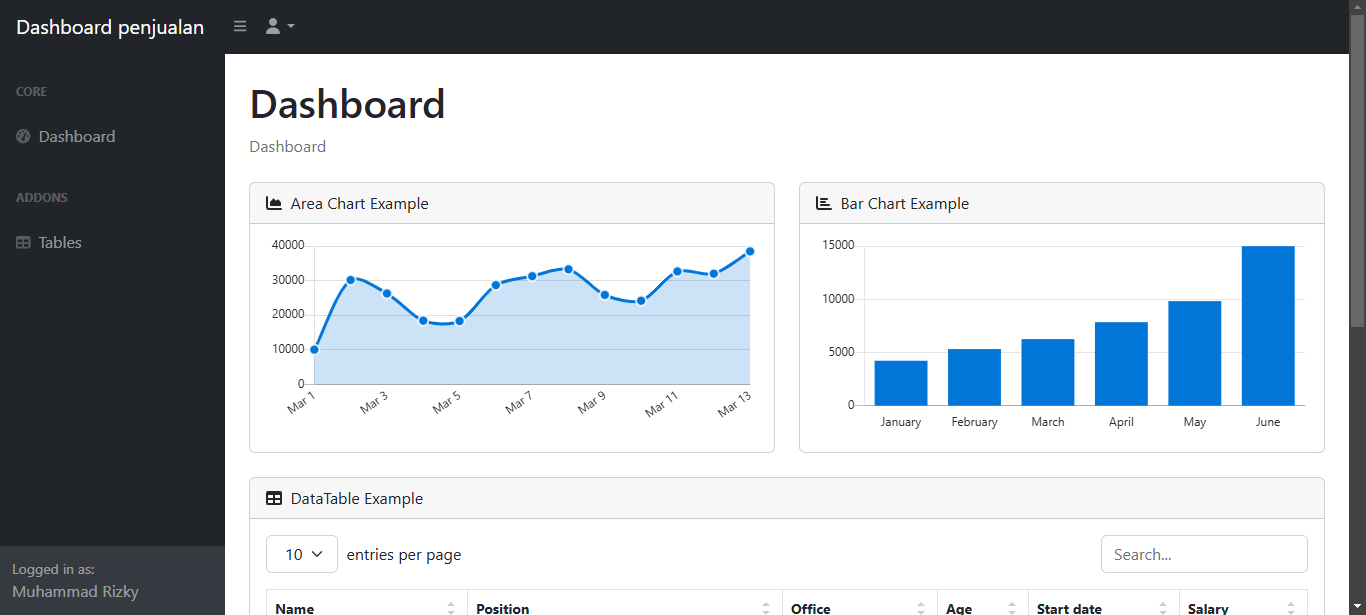 Dashboard penjualan
CORE
Dashboard
ADDONS
Tables
Logged in as:
Muhammad Rizky
Dashboard
Dashboard
Area Chart Example
40000
30000
20000
10000
0
Mar 1 Mar 3 Mar 5 Mar 7 Mar 9 Mar 11 Mar 13
Bar Chart Example
15000
10000
5000
0
January February March April May June
DataTable Example
10 entries per page Search...
Name Position Office Age Start date Salary